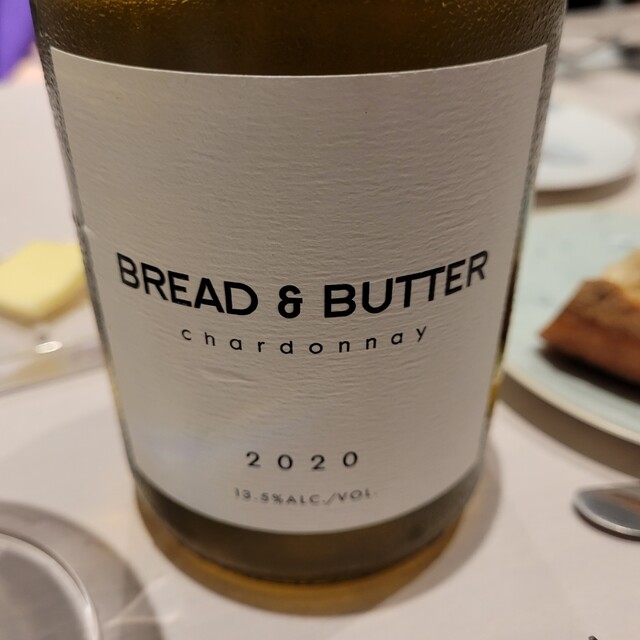 BREAD & BUTTER
chardonnay
2020
13.5%ALC./VOL.